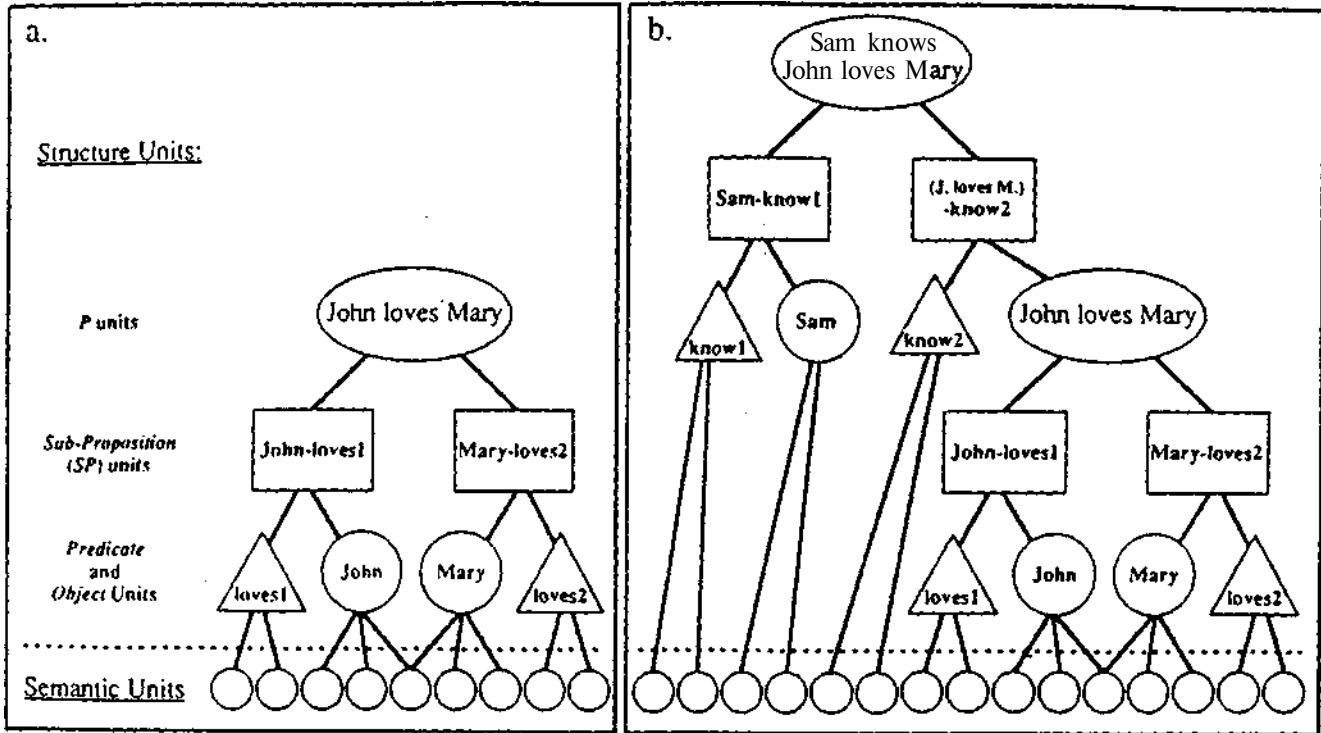 a.
Structure Units:
P units
John loves Mary
Sub-Proposition
(SP) units
John-loves1
Mary-loves2
Predicate
and
Object Units
loves1
John
Mary
loves2
Semantic Units
b.
Sam knows
John loves Mary
Sam-know1
(J. loves M.)
-know2
know1
Sam
know2
John loves Mary
John-loves1
Mary-loves2
loves1
John
Mary
loves2